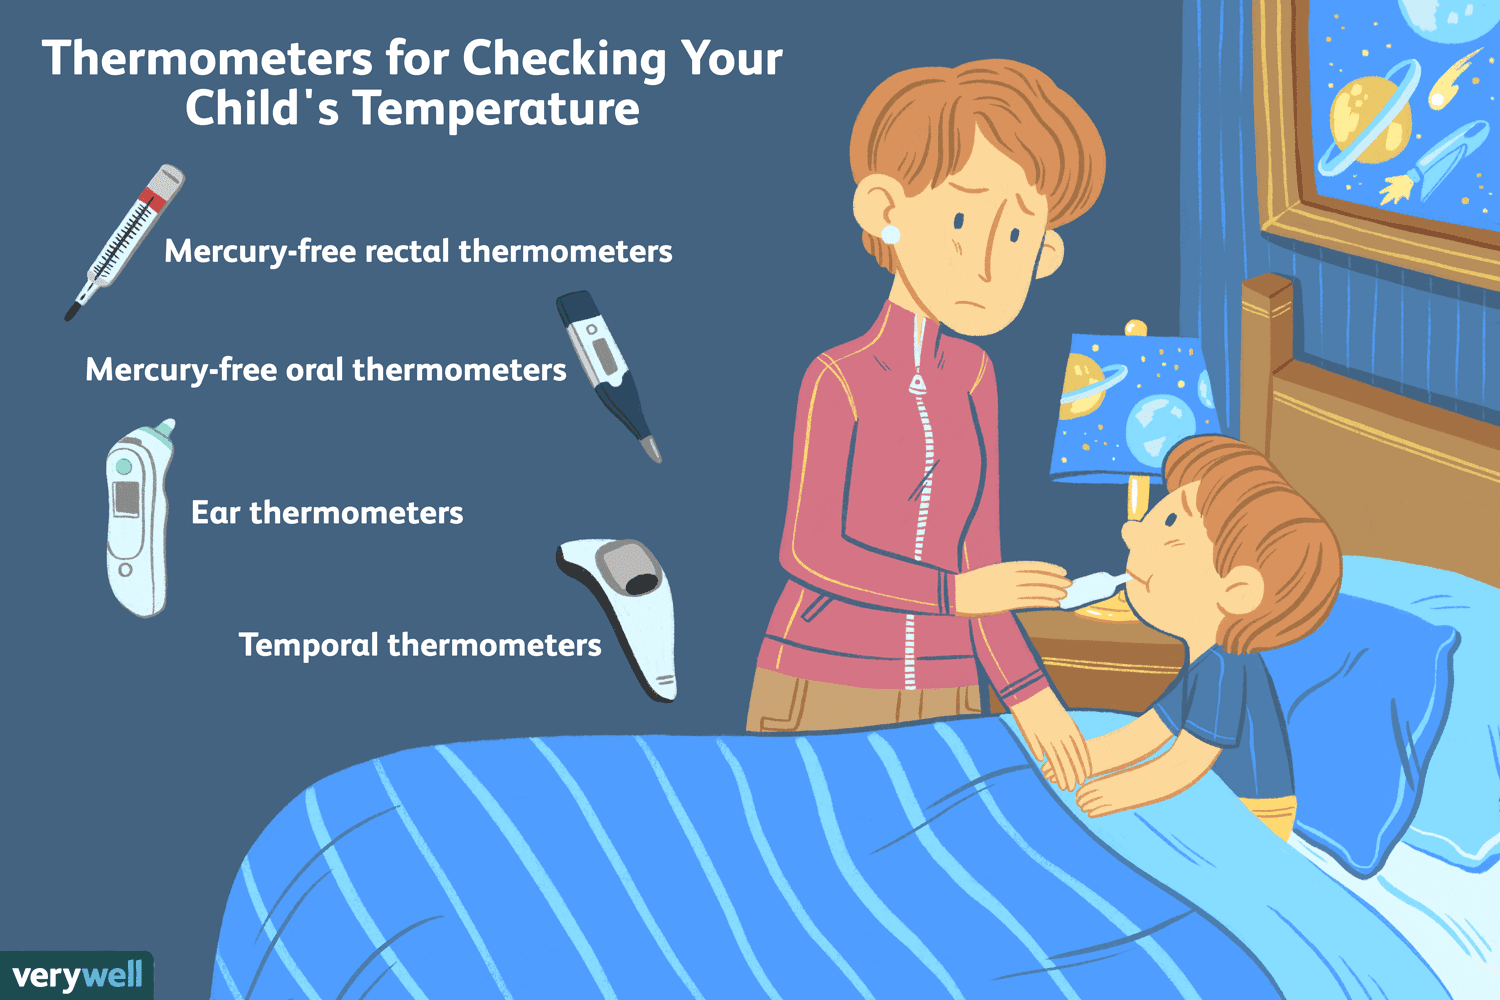 Thermometers for Checking Your
Child's Temperature
Mercury-free rectal thermometers
Mercury-free oral thermometers
Ear thermometers
Temporal thermometers
verywell